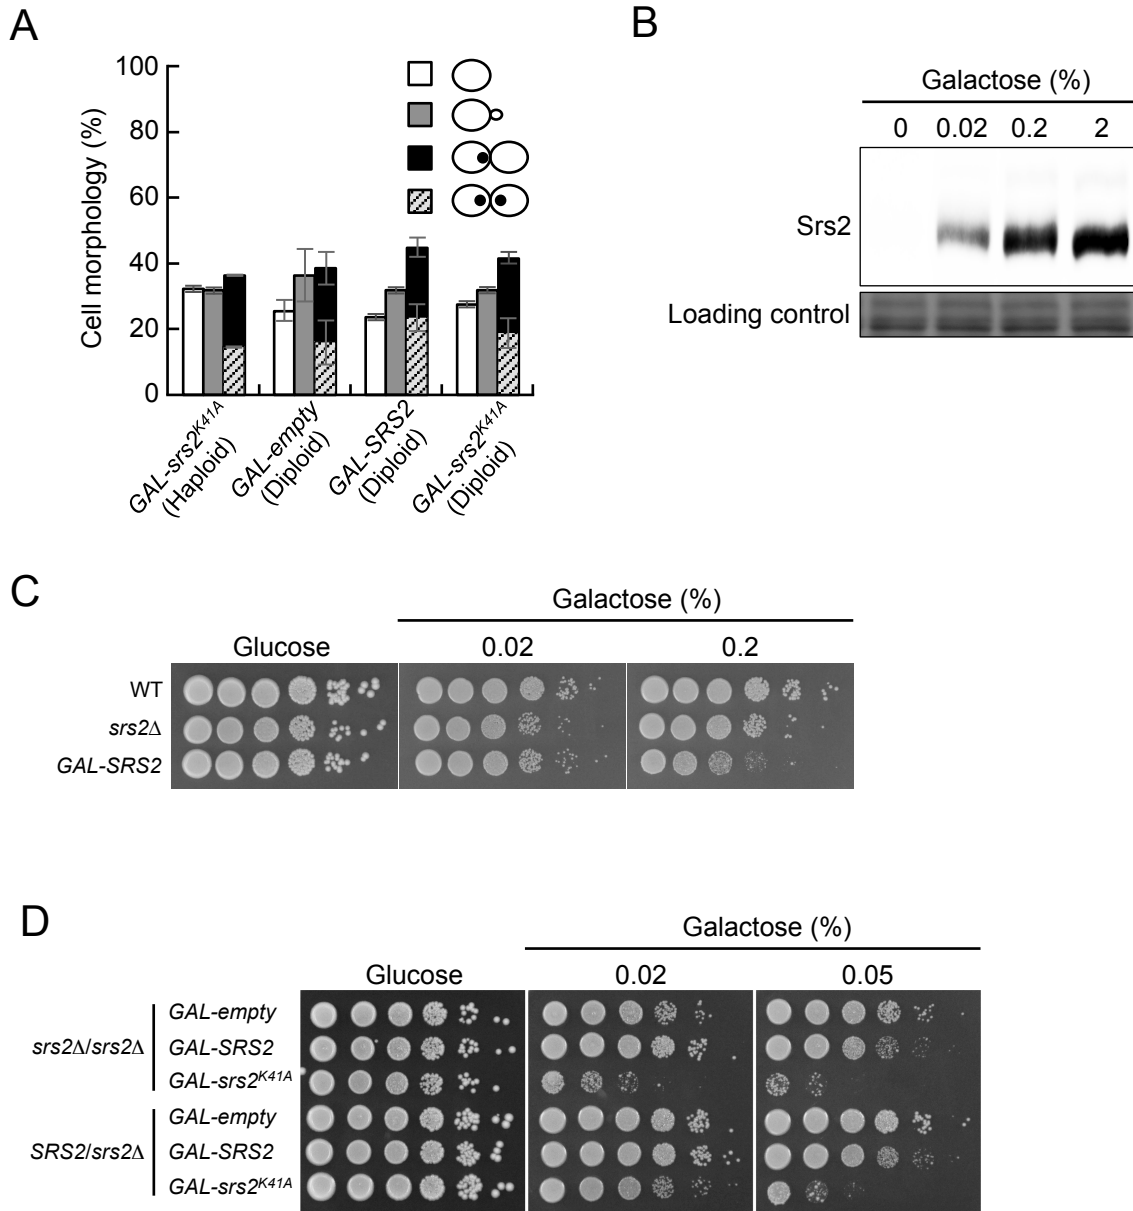 A
100
80
60
40
20
0
Cell morphology (%)
GAL-srs2K41A
(Haploid)
GAL-empty
(Diploid)
GAL-SRS2
(Diploid)
GAL-srs2K41A
(Diploid)
B
Galactose (%)
0 0.02 0.2 2
Srs2
Loading control
C
Galactose (%)
Glucose 0.02 0.2
WT
srs2Δ
GAL-SRS2
D
Galactose (%)
Glucose 0.02 0.05
srs2Δ/srs2Δ
GAL-empty
GAL-SRS2
GAL-srs2K41A
SRS2/srs2Δ
GAL-empty
GAL-SRS2
GAL-srs2K41A